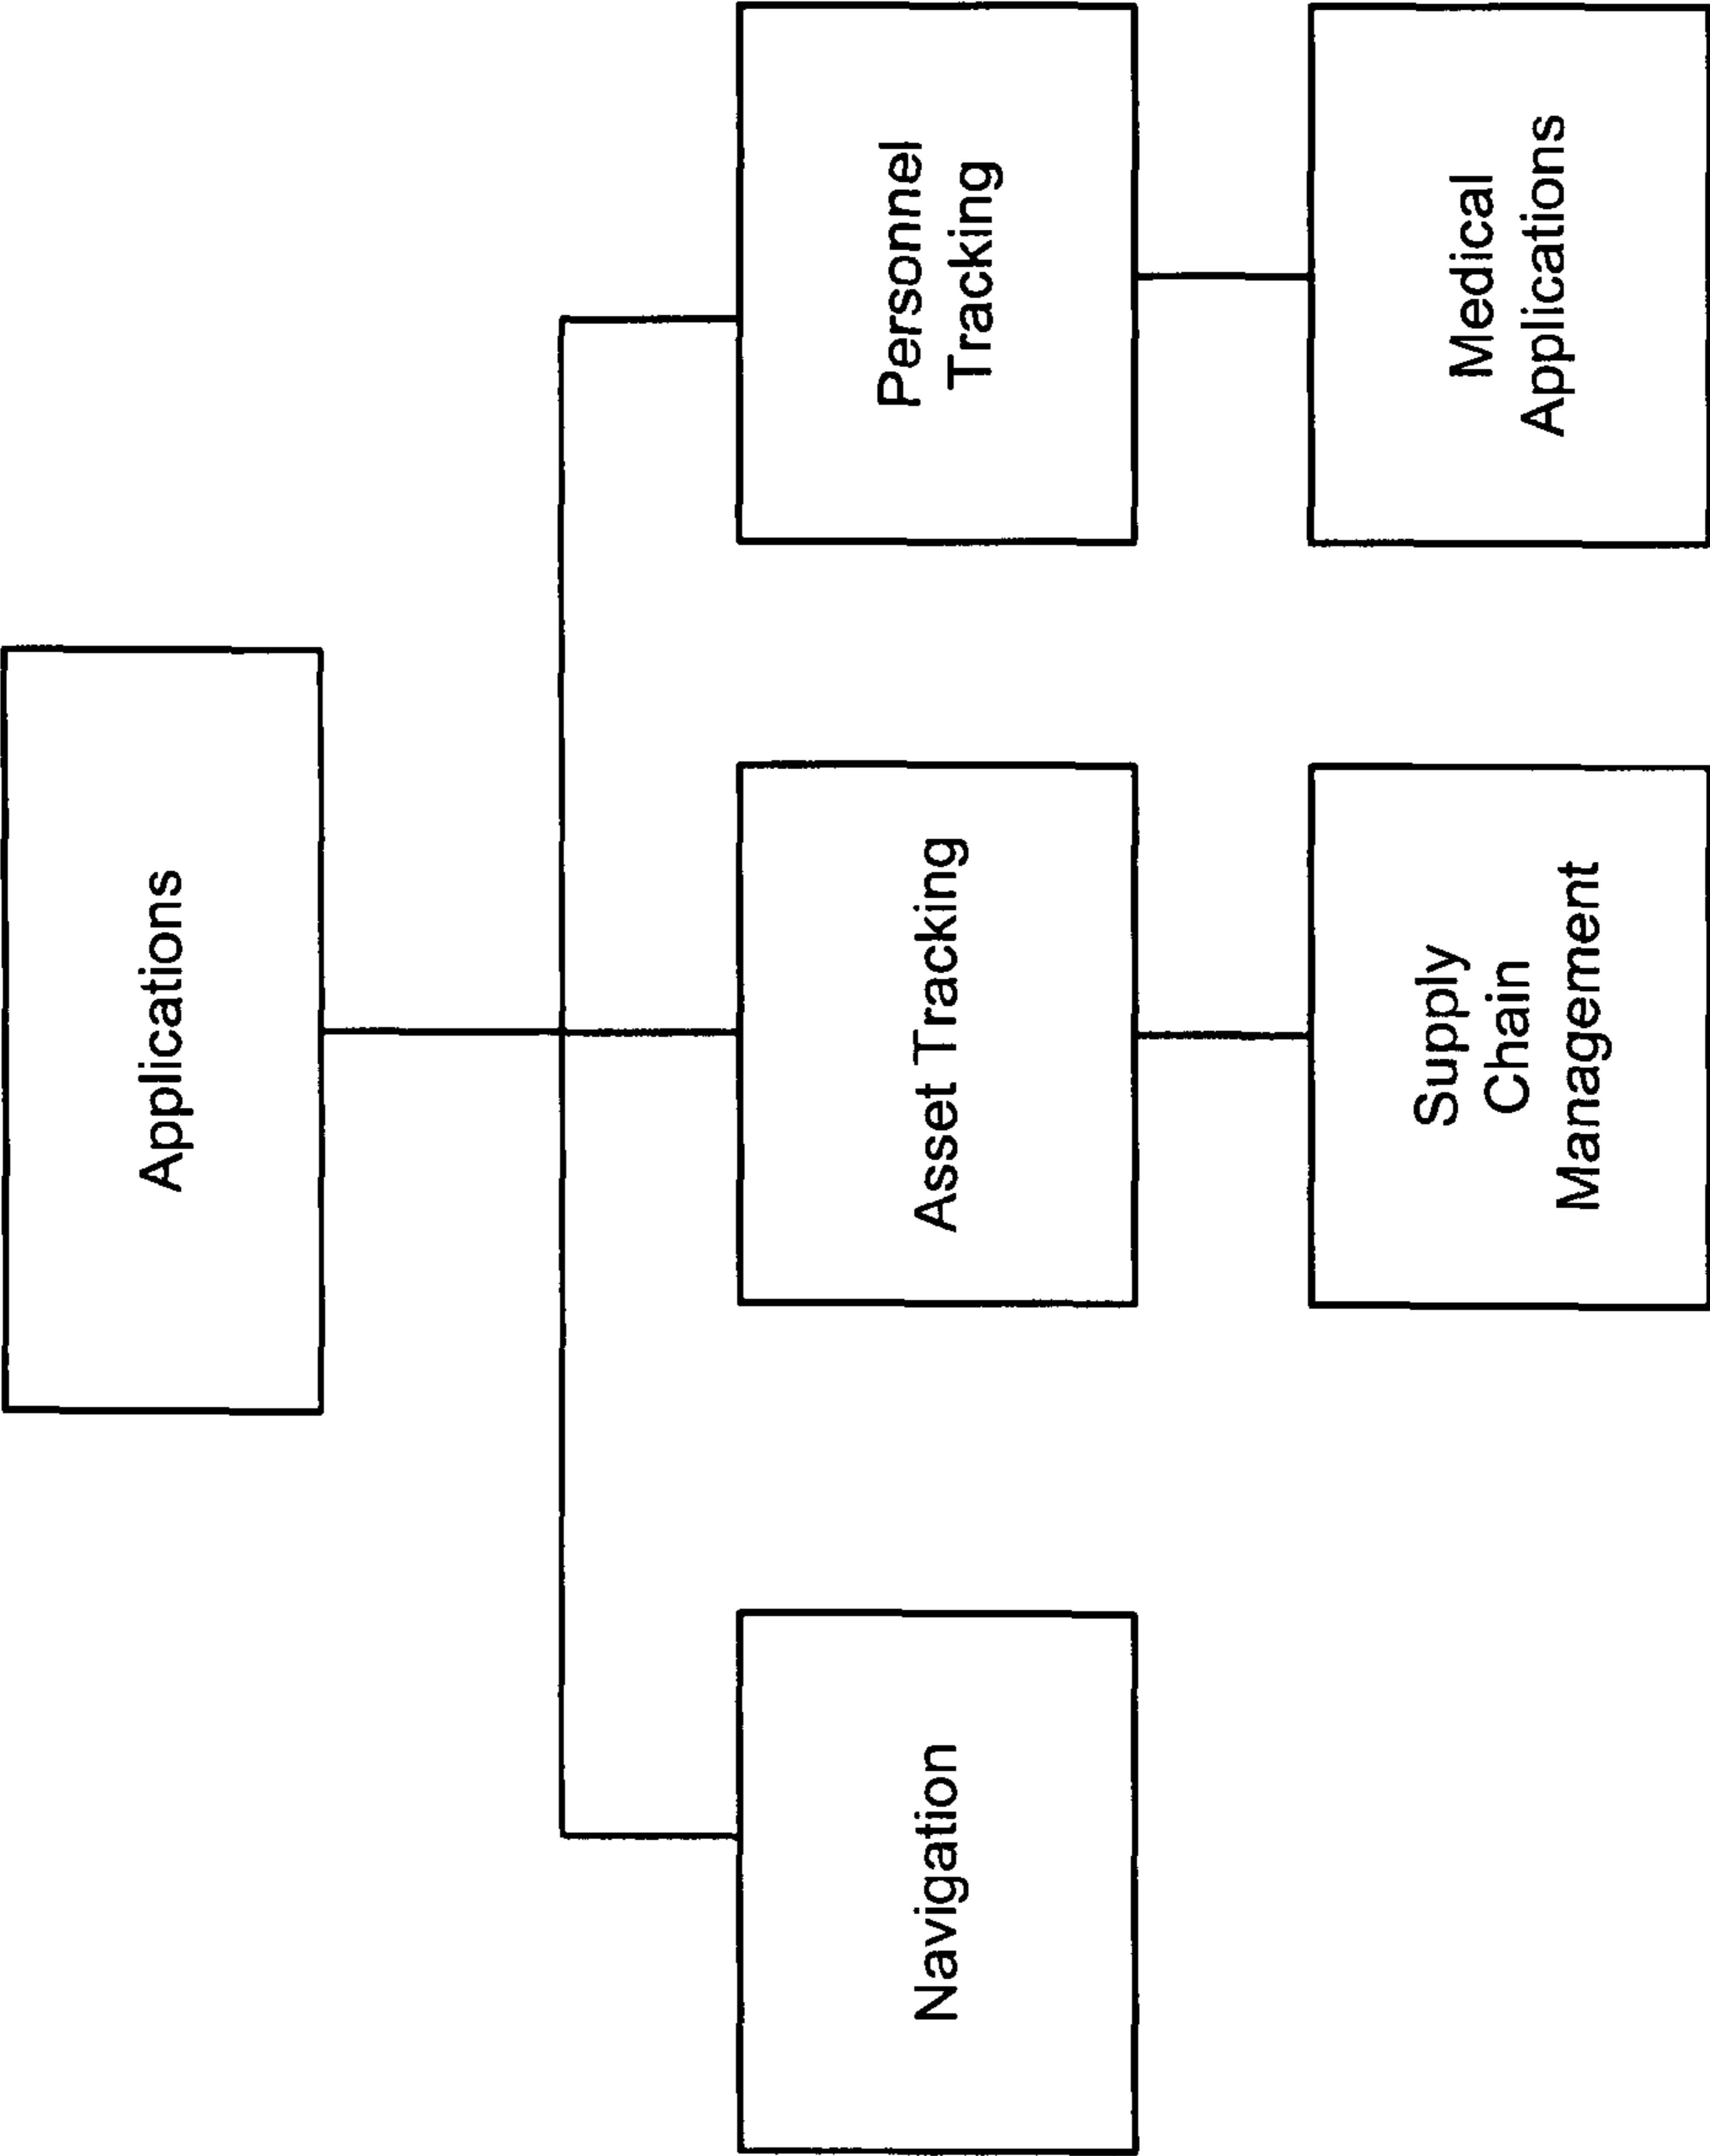 Applications
Navigation
Asset Tracking
Personnel
Tracking
Supply
Chain
Management
Medical
Applications